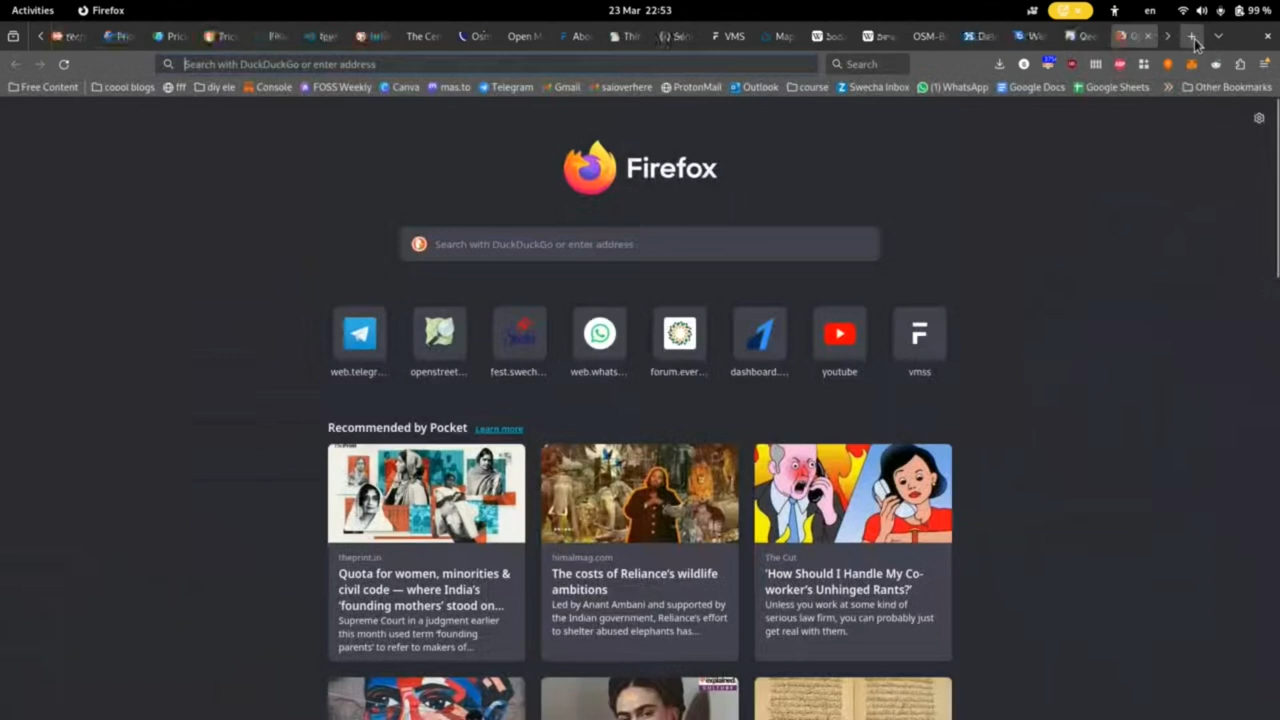 Activities Firefox 23 Mar 22:53 en 99 %
The Cen Open M Abo VMS Map OSM-B
Search with DuckDuckGo or enter address Search
Free Content coool blogs fff diy ele Console FOSS Weekly Canva mas.to Telegram Gmail saioverhere ProtonMail Outlook course Swecha Inbox (1) WhatsApp Google Docs Google Sheets Other Bookmarks
Firefox
Search with DuckDuckGo or enter address
web.telegr... openstreet... fest.swech... web.whats... forum.ever... dashboard.... youtube vmss
Recommended by Pocket Learn more
theprint.in
Quota for women, minorities &
civil code — where India's
'founding mothers' stood on...
Supreme Court in a judgment earlier
this month used term 'founding
parents' to refer to makers of...
himalmag.com
The costs of Reliance's wildlife
ambitions
Led by Anant Ambani and supported by
the Indian government, Reliance's effort
to shelter abused elephants has...
The Cut
'How Should I Handle My Co-
worker's Unhinged Rants?'
Unless you work at some kind of
serious law firm, you can probably just
get real with them.
explained
CULTURE